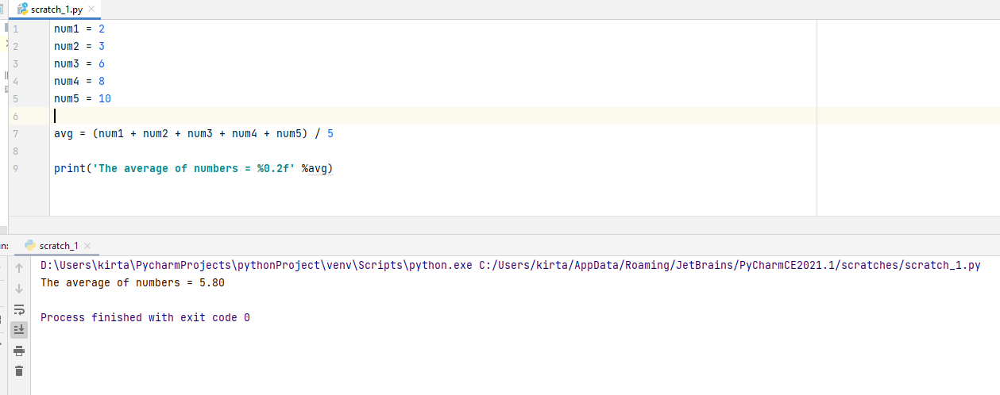 scratch_1.py
1 num1 = 2
2 num2 = 3
3 num3 = 6
4 num4 = 8
5 num5 = 10
6
7 avg = (num1 + num2 + num3 + num4 + num5) / 5
8
9 print('The average of numbers = %0.2f' %avg)
n: scratch_1
D:\Users\kirta\PycharmProjects\pythonProject\venv\Scripts\python.exe C:/Users/kirta/AppData/Roaming/JetBrains/PyCharmCE2021.1/scratches/scratch_1.py
The average of numbers = 5.80
Process finished with exit code 0